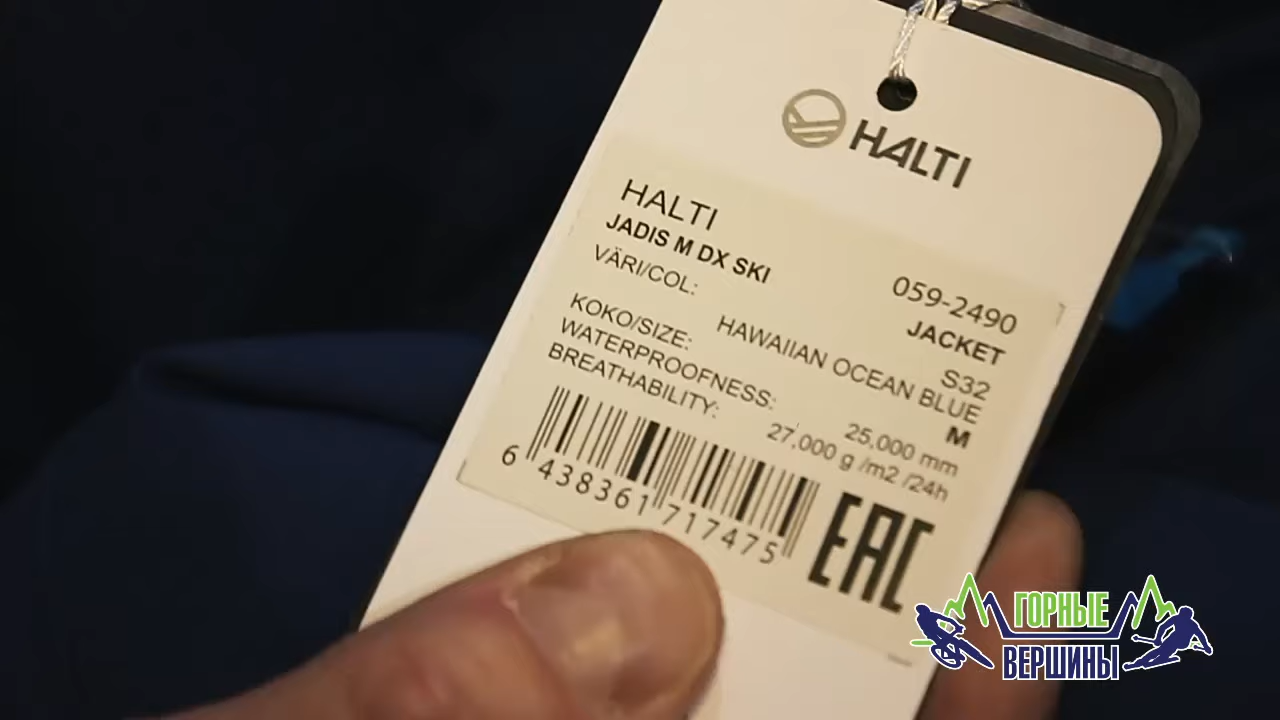 HALTI
HALTI
JADIS M DX SKI
059-2490
VÄRI/COL:
JACKET
S32
HAWAIIAN OCEAN BLUE
KOKO/SIZE:
M
WATERPROOFNESS:
25,000 mm
BREATHABILITY:
27,000 g /m2 /24h
6 438361 717475
EAC
ГОРНЫЕ
ВЕРШИНЫ